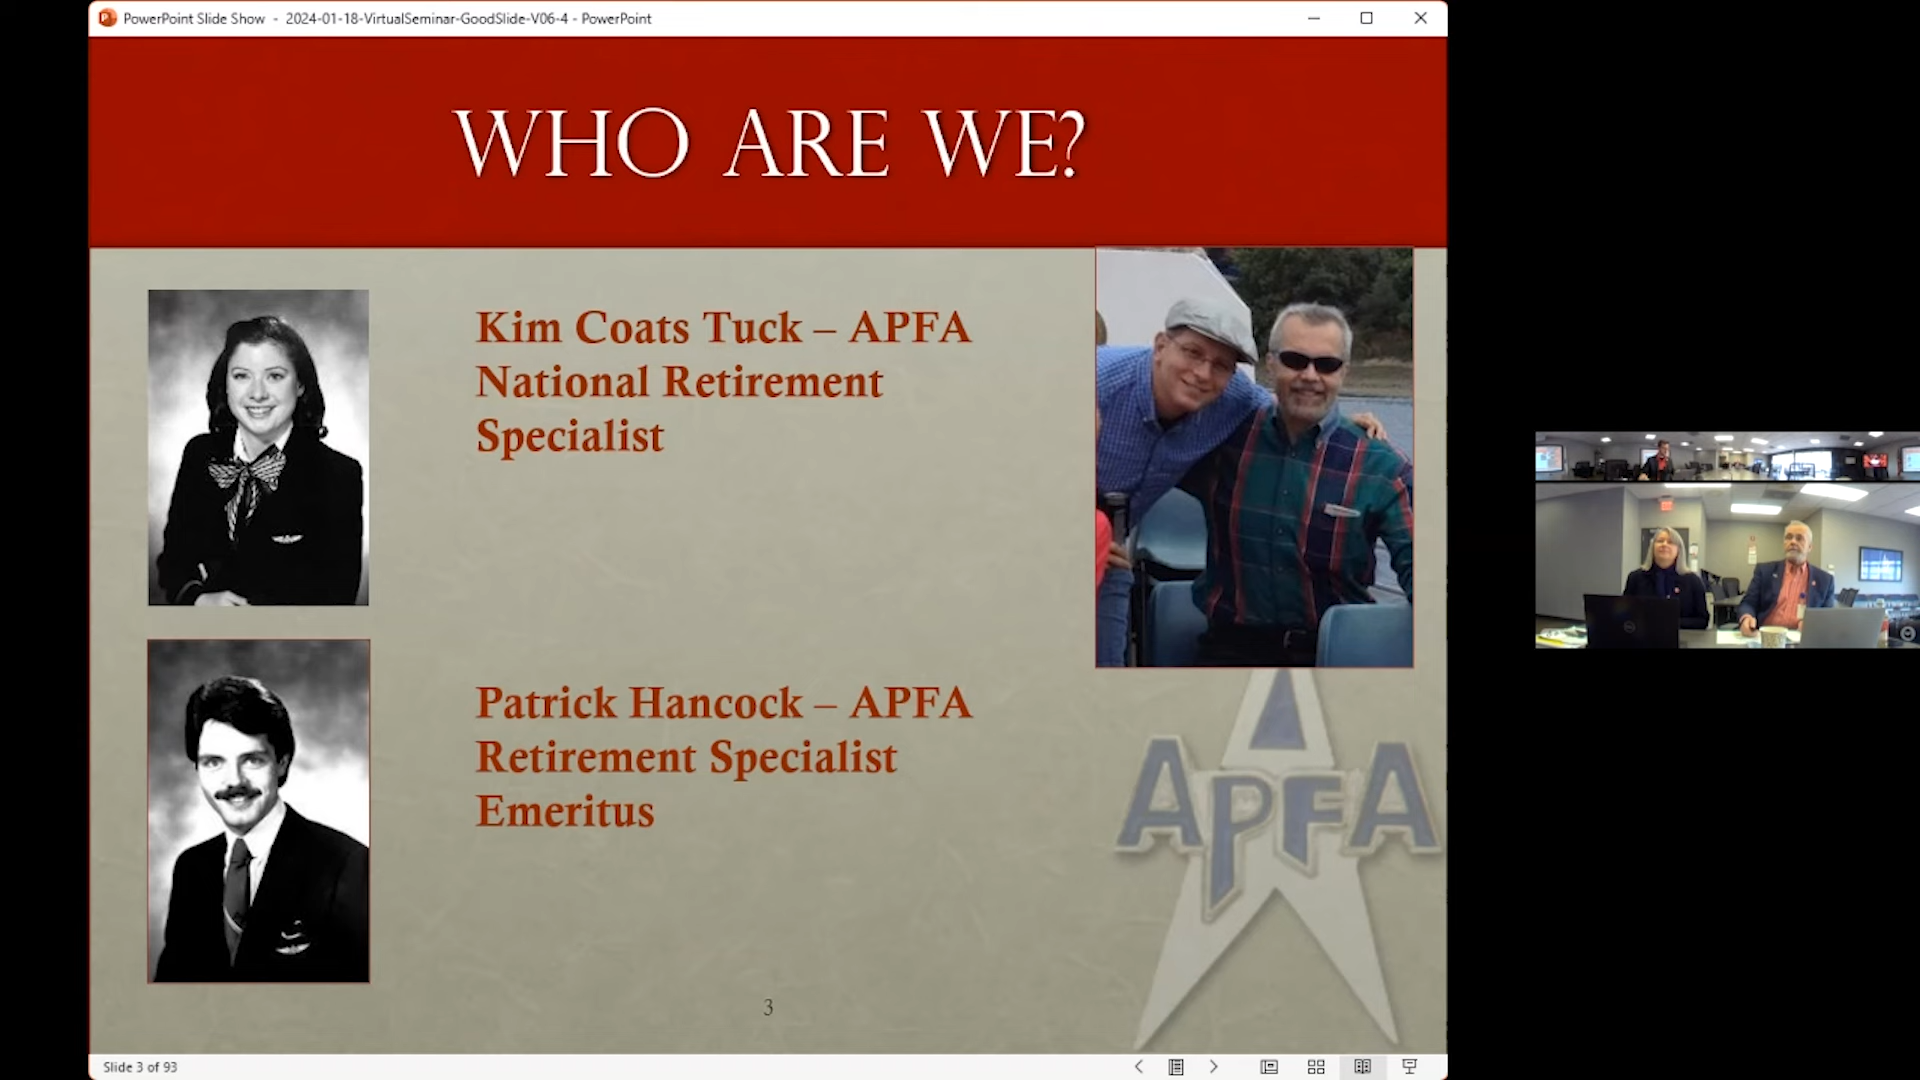 PowerPoint Slide Show - 2024-01-18-VirtualSeminar-GoodSlide-V06-4 - PowerPoint
WHO ARE WE?
Kim Coats Tuck – APFA
National Retirement
Specialist
Patrick Hancock – APFA
Retirement Specialist
Emeritus
APFA
3
Slide 3 of 93